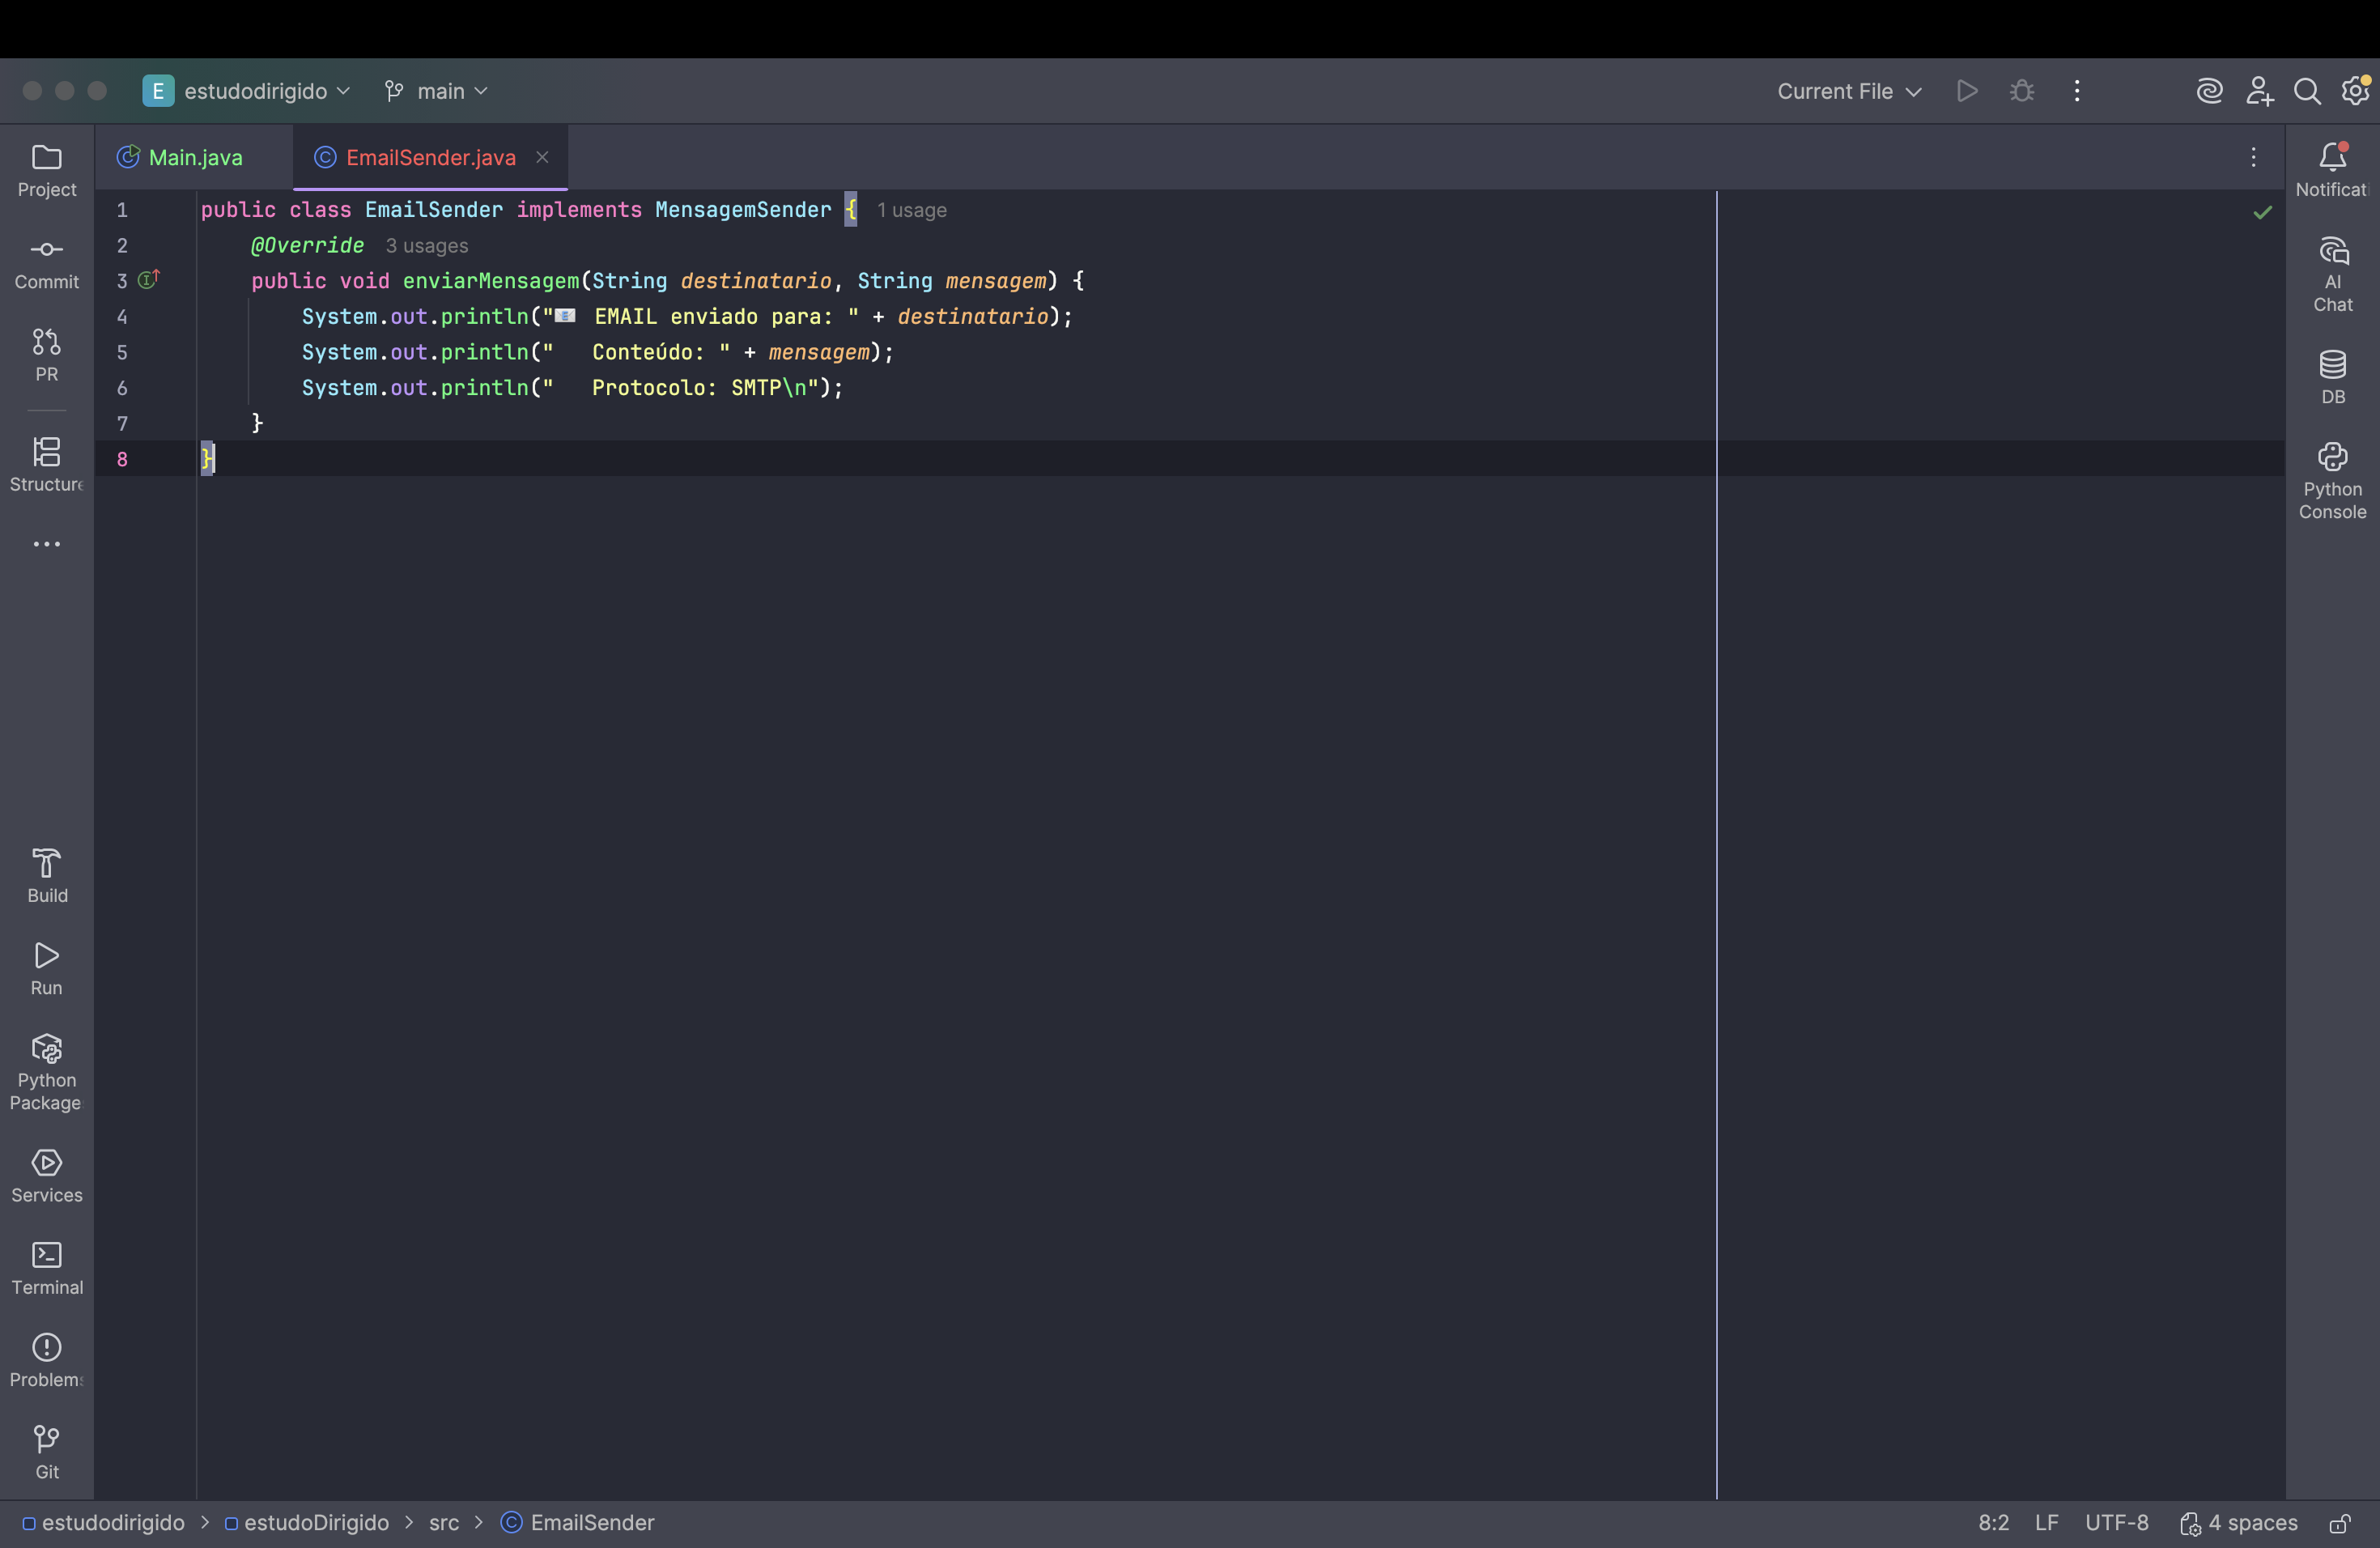 E estudodirigido main Current File
Project
Commit
PR
Structure
Build
Run
Python
Package
Services
Terminal
Problems
Git
Main.java EmailSender.java
1 public class EmailSender implements MensagemSender { 1 usage
2 @Override 3 usages
3 public void enviarMensagem(String destinatario, String mensagem) {
4 System.out.println("📧 EMAIL enviado para: " + destinatario);
5 System.out.println("   Conteúdo: " + mensagem);
6 System.out.println("   Protocolo: SMTP\n");
7 }
8 }
Notificati
AI
Chat
DB
Python
Console
estudodirigido > estudoDirigido > src > EmailSender 8:2 LF UTF-8 4 spaces